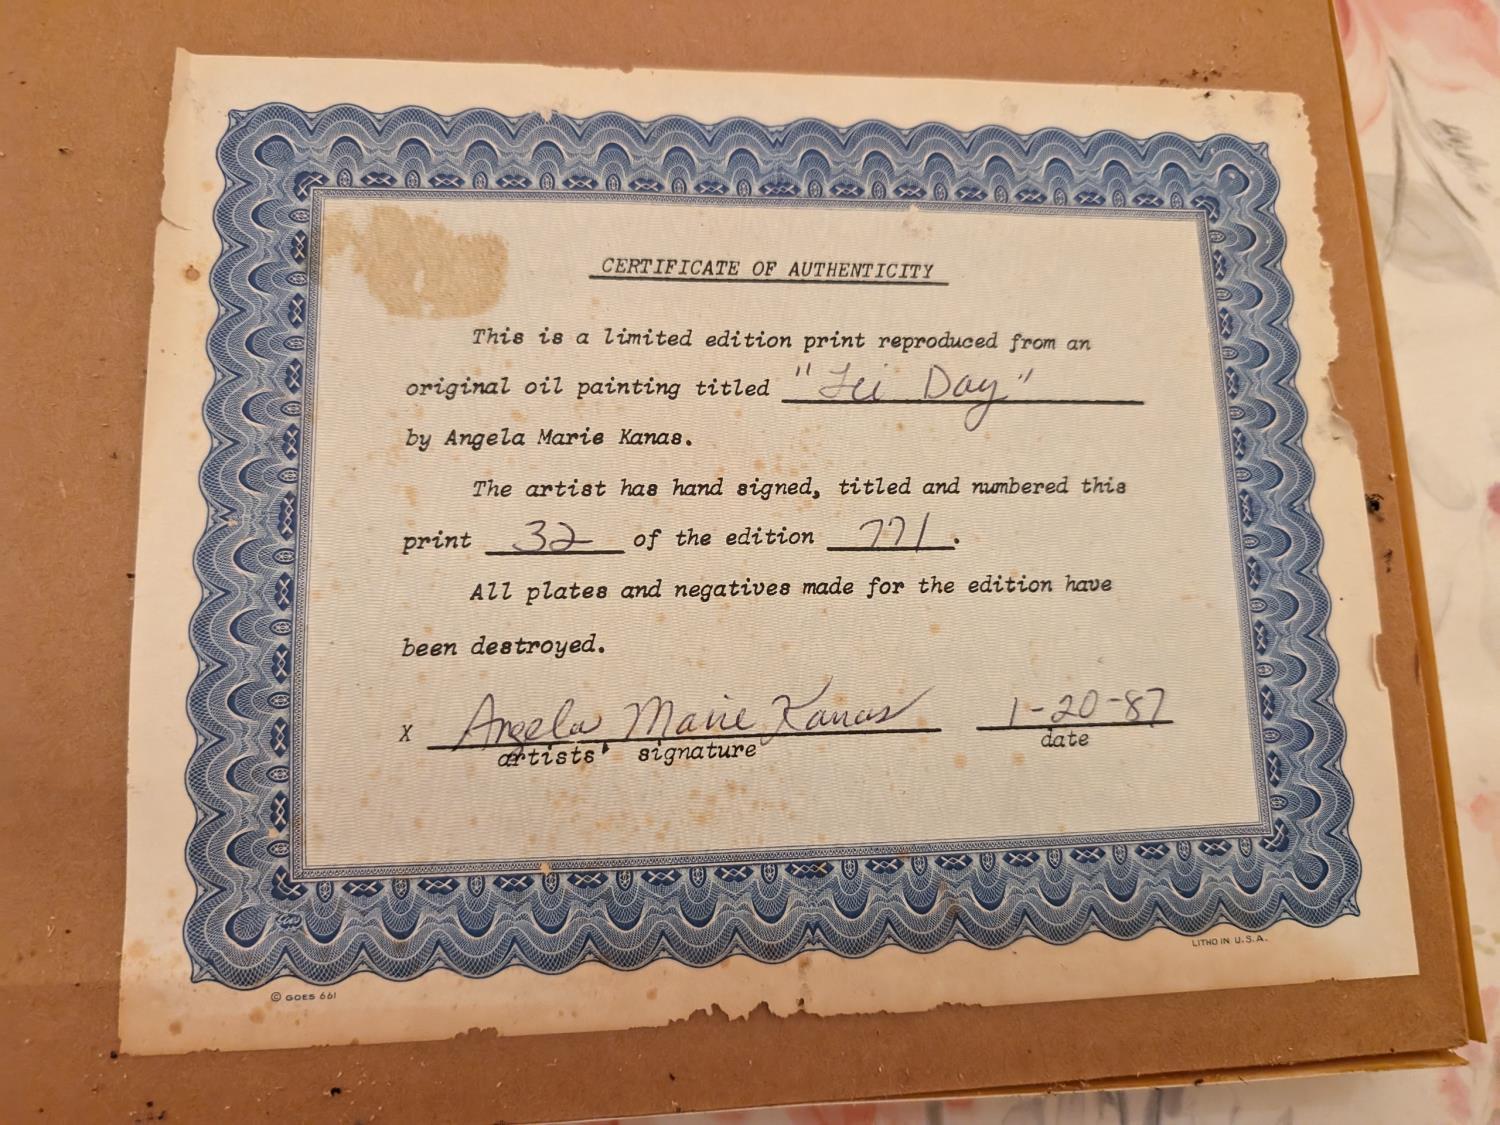 CERTIFICATE OF AUTHENTICITY
This is a limited edition print reproduced from an
original oil painting titled "Lei Day"
by Angela Marie Kanas.
The artist has hand signed, titled and numbered this
print 32 of the edition 771.
All plates and negatives made for the edition have
been destroyed.
x Angela Marie Kanas 1-20-87
artists' signature date
LITHO IN U.S.A.
© GOES 661